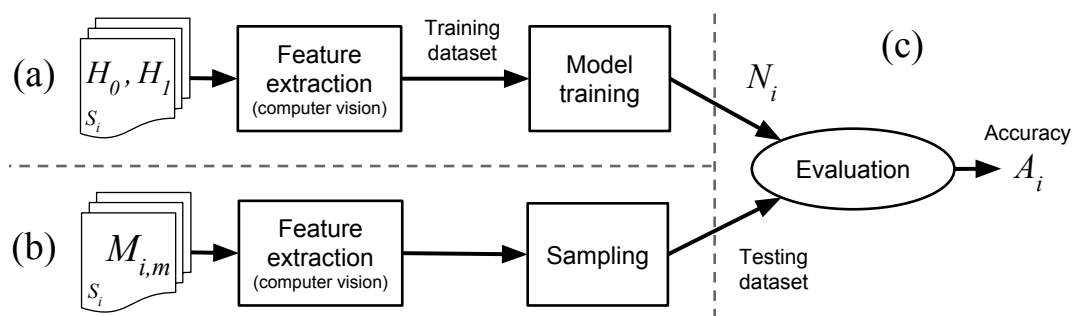 (a)
H₀, H₁
Sᵢ
Feature
extraction
(computer vision)
Training
dataset
Model
training
Nᵢ
(c)
Evaluation
Accuracy
Aᵢ
(b)
Mᵢ,ₘ
Sᵢ
Feature
extraction
(computer vision)
Sampling
Testing
dataset